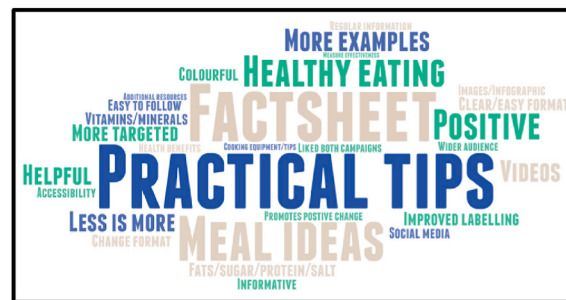 REGULAR INFORMATION
MORE EXAMPLES
MEASURE EFFECTIVENESS
COLOURFUL
HEALTHY EATING
IMAGES/INFOGRAPHIC
ADDITIONAL RESOURCES
FACTSHEET
CLEAR/EASY FORMAT
EASY TO FOLLOW
VITAMINS/MINERALS
POSITIVE
MORE TARGETED
HEALTH BENEFITS
COOKING EQUIPMENT/TIPS
LIKED BOTH CAMPAIGNS
WIDER AUDIENCE
HELPFUL
PRACTICAL TIPS
VIDEOS
ACCESSIBILITY
LESS IS MORE
PROMOTES POSTIVE CHANGE
IMPROVED LABELLING
MEAL IDEAS
SOCIAL MEDIA
CHANGE FORMAT
FATS/SUGAR/PROTEIN/SALT
INFORMATIVE